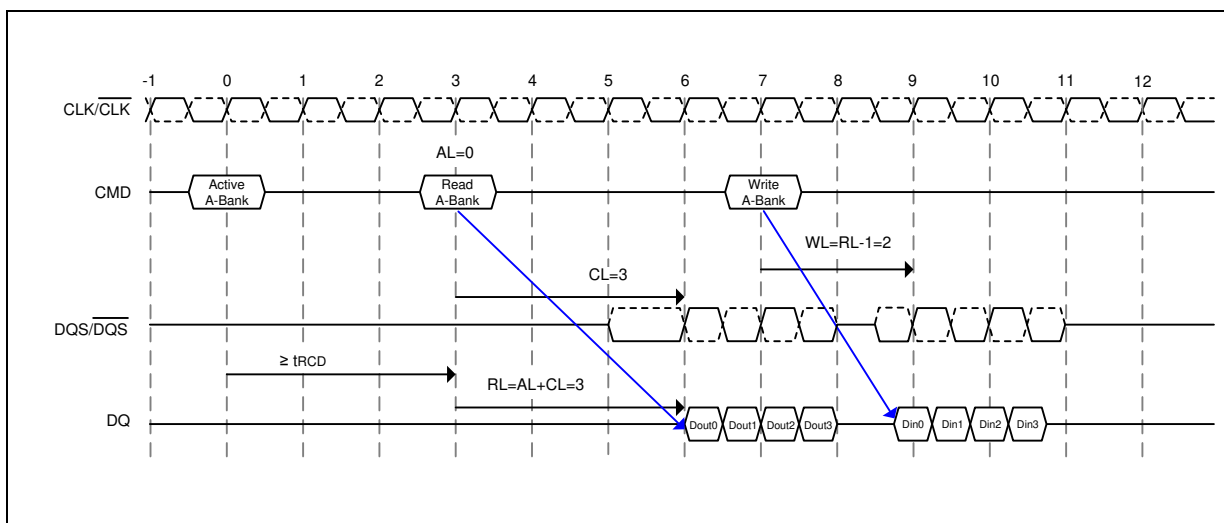 -1 0 1 2 3 4 5 6 7 8 9 10 11 12
CLK/C̅L̅K̅
AL=0
CMD
Active
A-Bank
Read
A-Bank
Write
A-Bank
WL=RL-1=2
CL=3
DQS/D̅Q̅S̅
≥ tRCD
RL=AL+CL=3
DQ
Dout0 Dout1 Dout2 Dout3 Din0 Din1 Din2 Din3